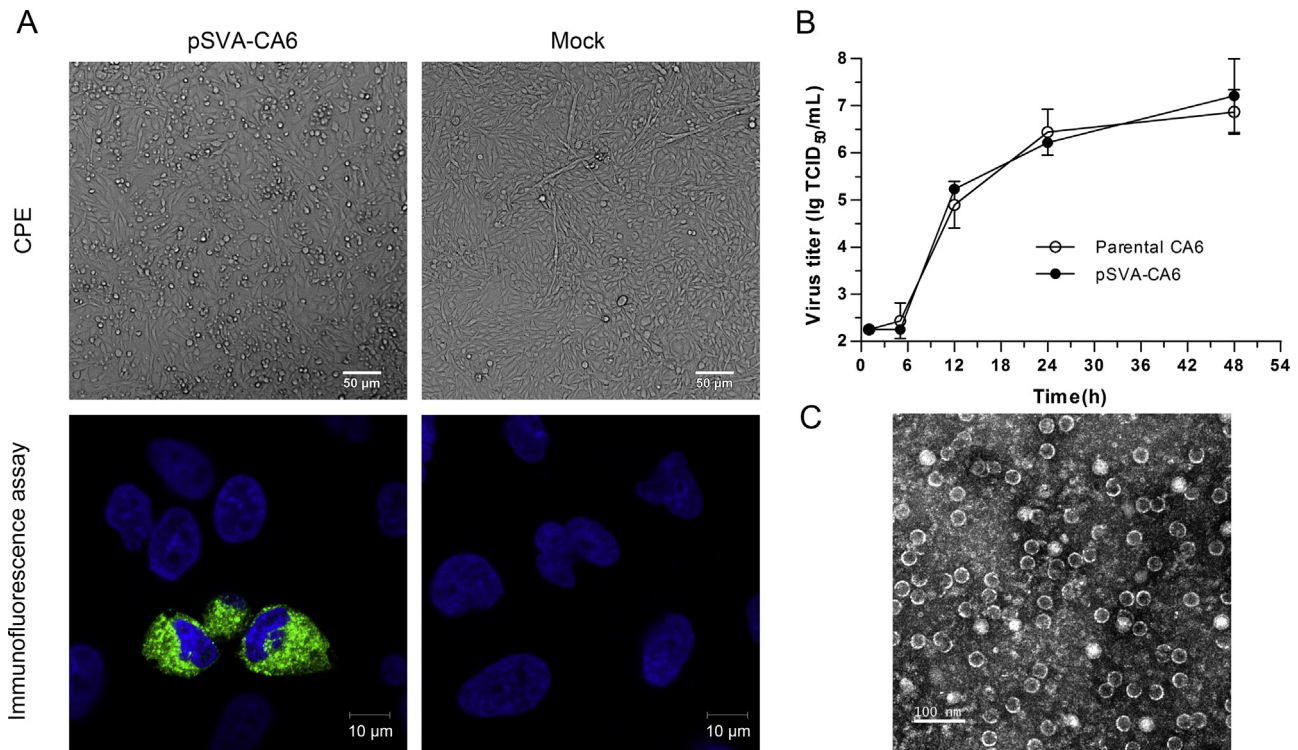 A
pSVA-CA6
Mock
CPE
50 µm
50 µm
Immunofluorescence assay
10 µm
10 µm
B
Virus titer (lg TCID50/mL)
8
7
6
5
4
3
2
0 6 12 18 24 30 36 42 48 54
Time(h)
Parental CA6
pSVA-CA6
C
100 nm